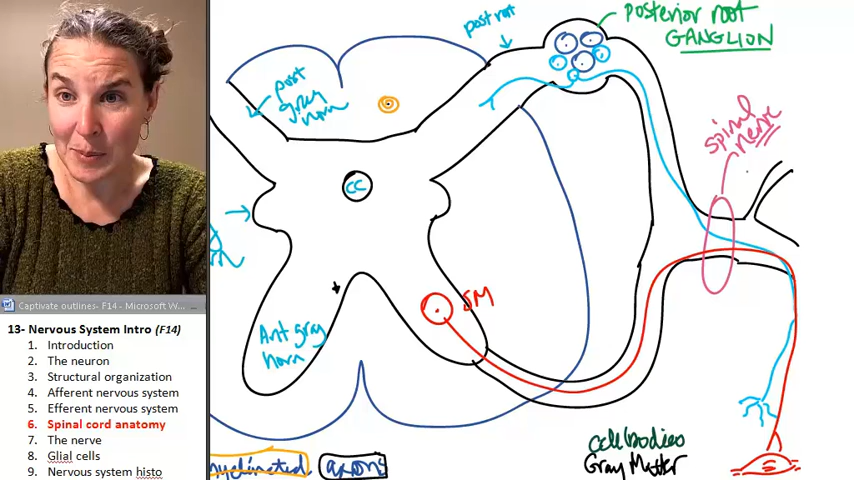 post root
Posterior root
GANGLION
post
gray
horn
spinal
nerve
CC
SM
Ant gray
horn
Captivate outlines- F14 - Microsoft W...
13- Nervous System Intro (F14)
1. Introduction
2. The neuron
3. Structural organization
4. Afferent nervous system
5. Efferent nervous system
6. Spinal cord anatomy
7. The nerve
8. Glial cells
9. Nervous system histo
myelinated axons
cell bodies
Gray Matter